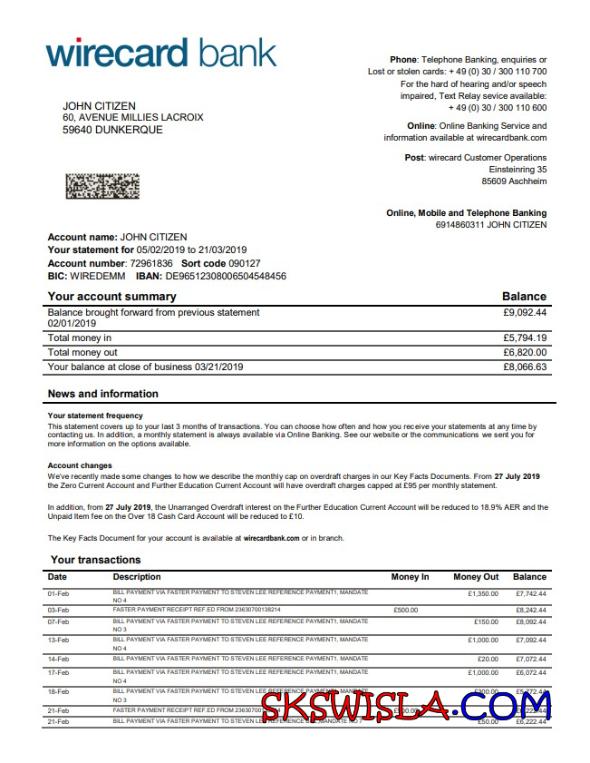 wirecard bank
Phone: Telephone Banking, enquiries or
Lost or stolen cards: + 49 (0) 30 / 300 110 700
For the hard of hearing and/or speech
impaired, Text Relay sevice available:
+ 49 (0) 30 / 300 110 600
Online: Online Banking Service and
information available at wirecardbank.com
Post: wirecard Customer Operations
Einsteinring 35
85609 Aschheim
JOHN CITIZEN
60, AVENUE MILLIES LACROIX
59640 DUNKERQUE
Online, Mobile and Telephone Banking
6914860311 JOHN CITIZEN
Account name: JOHN CITIZEN
Your statement for 05/02/2019 to 21/03/2019
Account number: 72961836 Sort code 090127
BIC: WIREDEMM IBAN: DE96512308006504548456
Your account summary Balance
Balance brought forward from previous statement £9,092.44
02/01/2019
Total money in £5,794.19
Total money out £6,820.00
Your balance at close of business 03/21/2019 £8,066.63
News and information
Your statement frequency
This statement covers up to your last 3 months of transactions. You can choose how often and how you receive your statements at any time by
contacting us. In addition, a monthly statement is always available via Online Banking. See our website or the communications we sent you for
more information on the options available.
Account changes
We've recently made some changes to how we describe the monthly cap on overdraft charges in our Key Facts Documents. From 27 July 2019
the Zero Current Account and Further Education Current Account will have overdraft charges capped at £95 per monthly statement.
In addition, from 27 July 2019, the Unarranged Overdraft interest on the Further Education Current Account will be reduced to 18.9% AER and the
Unpaid Item fee on the Over 18 Cash Card Account will be reduced to £10.
The Key Facts Document for your account is available at wirecardbank.com or in branch.
Your transactions
Date Description Money In Money Out Balance
01-Feb BILL PAYMENT VIA FASTER PAYMENT TO STEVEN LEE REFERENCE PAYMENT1, MANDATE £1,350.00 £7,742.44
NO 4
03-Feb FASTER PAYMENT RECEIPT REF.ED FROM 23630700138214 £500.00 £8,242.44
07-Feb BILL PAYMENT VIA FASTER PAYMENT TO STEVEN LEE REFERENCE PAYMENT1, MANDATE £150.00 £8,092.44
NO 3
13-Feb BILL PAYMENT VIA FASTER PAYMENT TO STEVEN LEE REFERENCE PAYMENT1, MANDATE £1,000.00 £7,092.44
NO 4
14-Feb BILL PAYMENT VIA FASTER PAYMENT TO STEVEN LEE REFERENCE PAYMENT1, MANDATE £20.00 £7,072.44
17-Feb BILL PAYMENT VIA FASTER PAYMENT TO STEVEN LEE REFERENCE PAYMENT1, MANDATE £1,000.00 £6,072.44
NO 4
18-Feb BILL PAYMENT VIA FASTER PAYMENT TO STEVEN LEE REFERENCE PAYMENT1, MANDATE £300.00 £5,772.44
NO 3
21-Feb FASTER PAYMENT RECEIPT REF.ED FROM
21-Feb BILL PAYMENT VIA FASTER PAYMENT TO STEVEN LEE £50.00 £6,222.44
SKSWISLA.COM